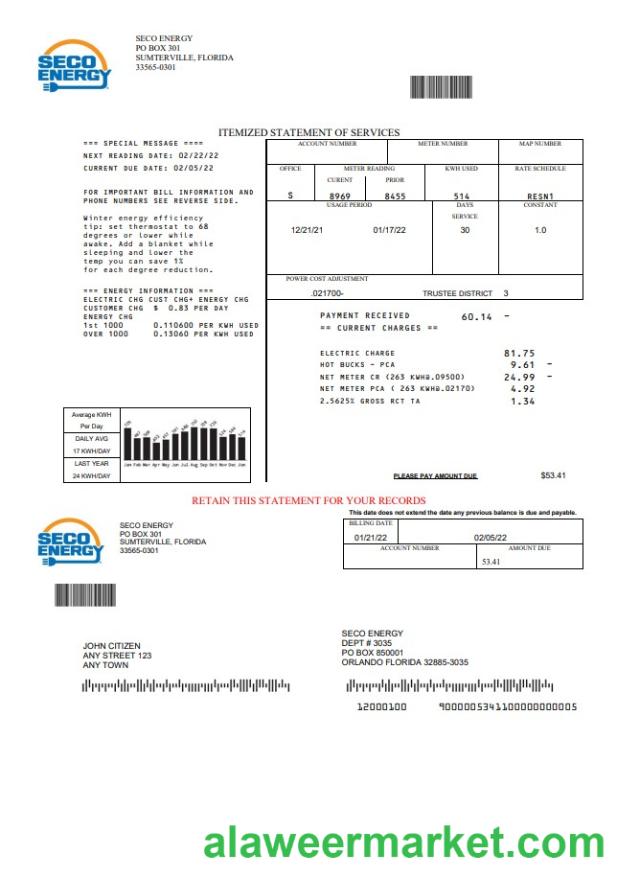 SECO
ENERGY
SECO ENERGY
PO BOX 301
SUMTERVILLE, FLORIDA
33565-0301
ITEMIZED STATEMENT OF SERVICES
=== SPECIAL MESSAGE ====
NEXT READING DATE: 02/22/22
CURRENT DUE DATE: 02/05/22
FOR IMPORTANT BILL INFORMATION AND
PHONE NUMBERS SEE REVERSE SIDE.
Winter energy efficiency
tip: set thermostat to 68
degrees or lower while
awake. Add a blanket while
sleeping and lower the
temp you can save 1%
for each degree reduction.
=== ENERGY INFORMATION ===
ELECTRIC CHG CUST CHG+ ENERGY CHG
CUSTOMER CHG $ 0.83 PER DAY
ENERGY CHG
1st 1000 0.110600 PER KWH USED
OVER 1000 0.13060 PER KWH USED
ACCOUNT NUMBER METER NUMBER MAP NUMBER
OFFICE METER READING KWH USED RATE SCHEDULE
CURENT PRIOR
S 8969 8455 514 RESN1
USAGE PERIOD DAYS CONSTANT
SERVICE
12/21/21 01/17/22 30 1.0
POWER COST ADJUSTMENT
.021700- TRUSTEE DISTRICT 3
PAYMENT RECEIVED 60.14 -
== CURRENT CHARGES ==
ELECTRIC CHARGE 81.75
HOT BUCKS - PCA 9.61 -
NET METER CR (263 KWH@.09500) 24.99 -
NET METER PCA ( 263 KWH@.02170) 4.92
2.5625% GROSS RCT TA 1.34
Average KWH
Per Day
DAILY AVG
17 KWH/DAY
LAST YEAR
24 KWH/DAY
Jan Feb Mar Apr May Jun Jul Aug Sep Oct Nov Dec Jan
PLEASE PAY AMOUNT DUE $53.41
RETAIN THIS STATEMENT FOR YOUR RECORDS
This date does not extend the date any previous balance is due and payable.
SECO
ENERGY
SECO ENERGY
PO BOX 301
SUMTERVILLE, FLORIDA
33565-0301
BILLING DATE
01/21/22 02/05/22
ACCOUNT NUMBER AMOUNT DUE
53.41
JOHN CITIZEN
ANY STREET 123
ANY TOWN
SECO ENERGY
DEPT # 3035
PO BOX 850001
ORLANDO FLORIDA 32885-3035
12000100 9000005341100000000005
alaweermarket.com